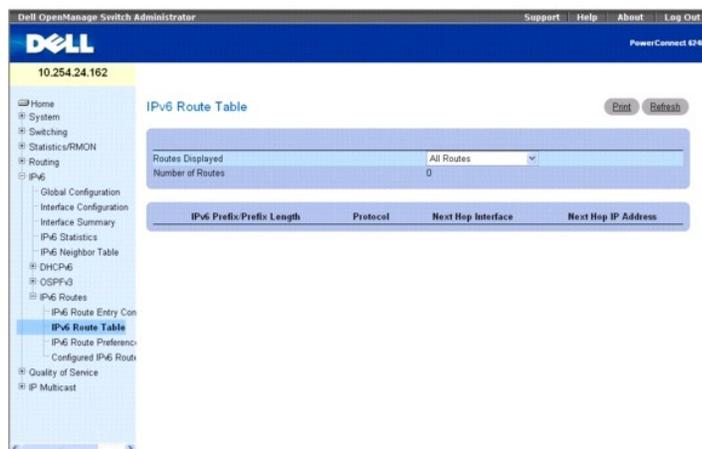 Dell OpenManage Switch Administrator
Support Help About Log Out
DELL
PowerConnect 624
10.254.24.162
Home
System
Switching
Statistics/RMON
Routing
IPv6
Global Configuration
Interface Configuration
Interface Summary
IPv6 Statistics
IPv6 Neighbor Table
DHCPv6
OSPFv3
IPv6 Routes
IPv6 Route Entry Con
IPv6 Route Table
IPv6 Route Preferenc
Configured IPv6 Route
Quality of Service
IP Multicast
IPv6 Route Table
Print Refresh
Routes Displayed All Routes
Number of Routes 0
IPv6 Prefix/Prefix Length Protocol Next Hop Interface Next Hop IP Address